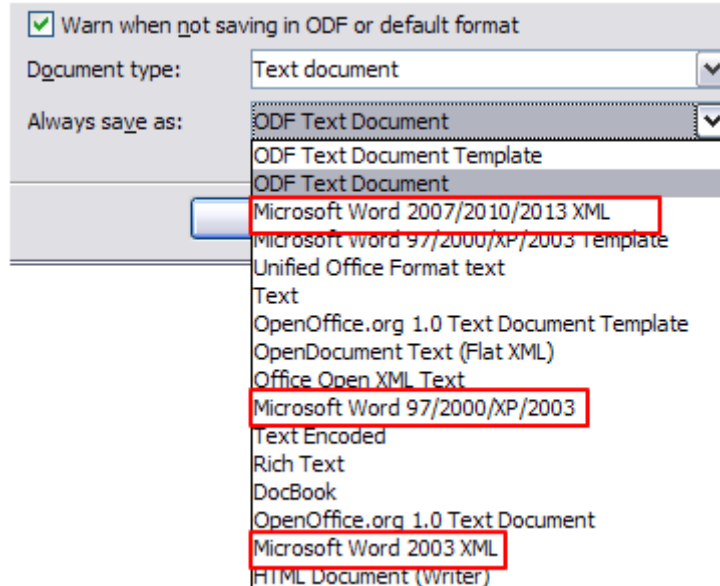 Warn when not saving in ODF or default format
Document type: Text document
Always save as: ODF Text Document
ODF Text Document Template
ODF Text Document
Microsoft Word 2007/2010/2013 XML
Microsoft Word 97/2000/XP/2003 Template
Unified Office Format text
Text
OpenOffice.org 1.0 Text Document Template
OpenDocument Text (Flat XML)
Office Open XML Text
Microsoft Word 97/2000/XP/2003
Text Encoded
Rich Text
DocBook
OpenOffice.org 1.0 Text Document
Microsoft Word 2003 XML
HTML Document (Writer)